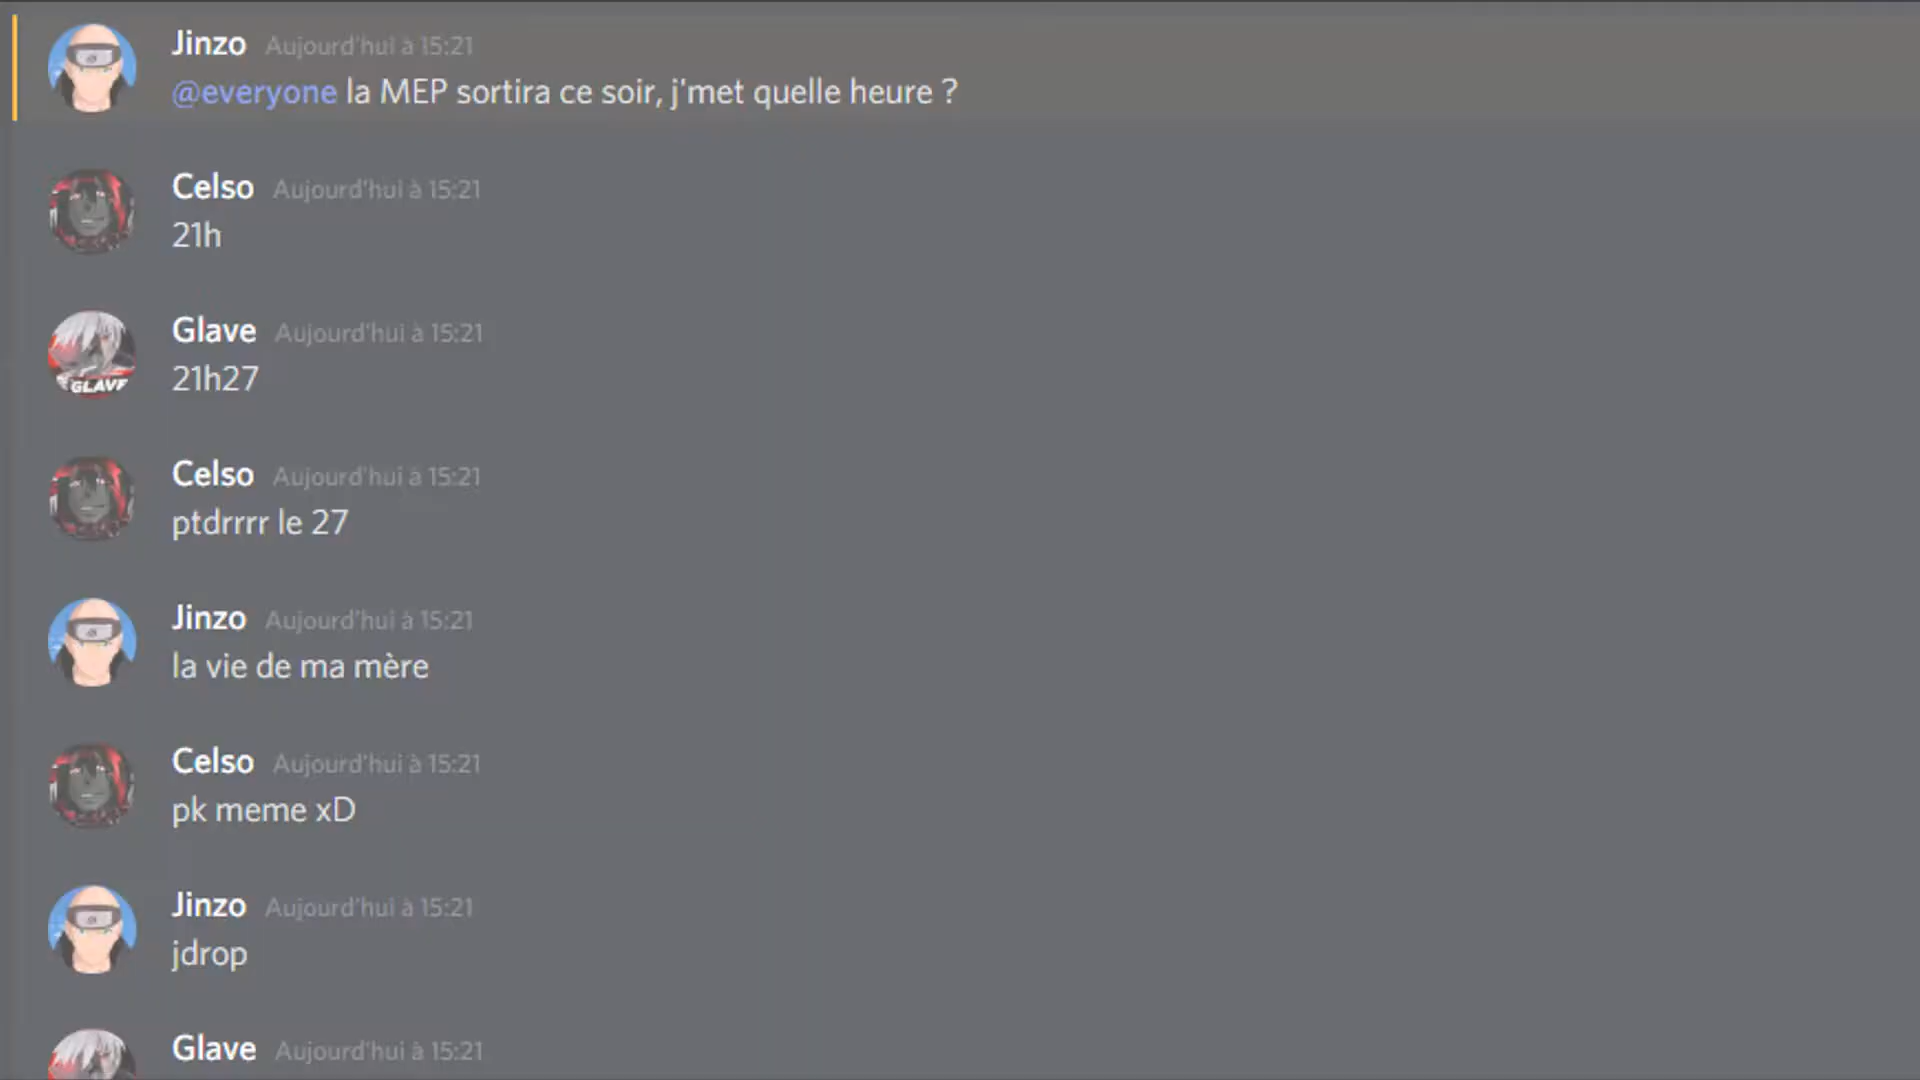 Jinzo Aujourd'hui à 15:21
@everyone la MEP sortira ce soir, j'met quelle heure ?
Celso Aujourd'hui à 15:21
21h
Glave Aujourd'hui à 15:21
GLAVE
21h27
Celso Aujourd'hui à 15:21
ptdrrrr le 27
Jinzo Aujourd'hui à 15:21
la vie de ma mère
Celso Aujourd'hui à 15:21
pk meme xD
Jinzo Aujourd'hui à 15:21
jdrop
Glave Aujourd'hui à 15:21